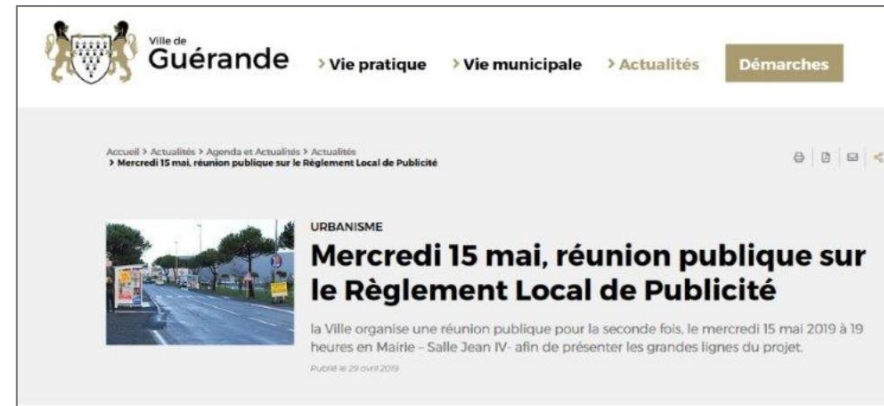 Ville de
Guérande
> Vie pratique > Vie municipale > Actualités Démarches
Accueil > Actualités > Agenda et Actualités > Actualités
> Mercredi 15 mai, réunion publique sur le Règlement Local de Publicité
URBANISME
Mercredi 15 mai, réunion publique sur
le Règlement Local de Publicité
la Ville organise une réunion publique pour la seconde fois, le mercredi 15 mai 2019 à 19
heures en Mairie – Salle Jean IV- afin de présenter les grandes lignes du projet.
Publié le 29 avril 2019